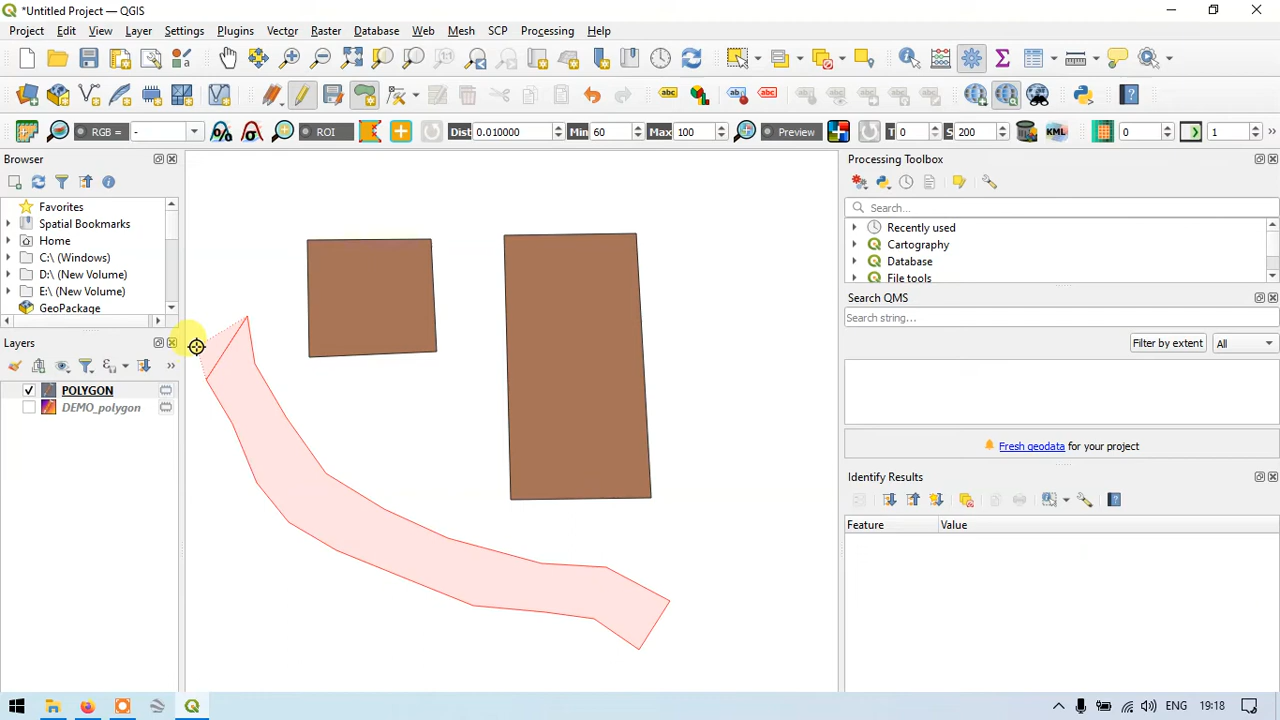 *Untitled Project — QGIS
Project Edit View Layer Settings Plugins Vector Raster Database Web Mesh SCP Processing Help
RGB = - ROI Dist 0.010000 Min 60 Max 100 Preview T 0 S 200 KML 0 1
Browser
Favorites
Spatial Bookmarks
Home
C:\ (Windows)
D:\ (New Volume)
E:\ (New Volume)
GeoPackage
Layers
POLYGON
DEMO_polygon
Processing Toolbox
Search...
Recently used
Cartography
Database
File tools
Search QMS
Search string...
Filter by extent All
Fresh geodata for your project
Identify Results
Feature Value
ENG 19:18